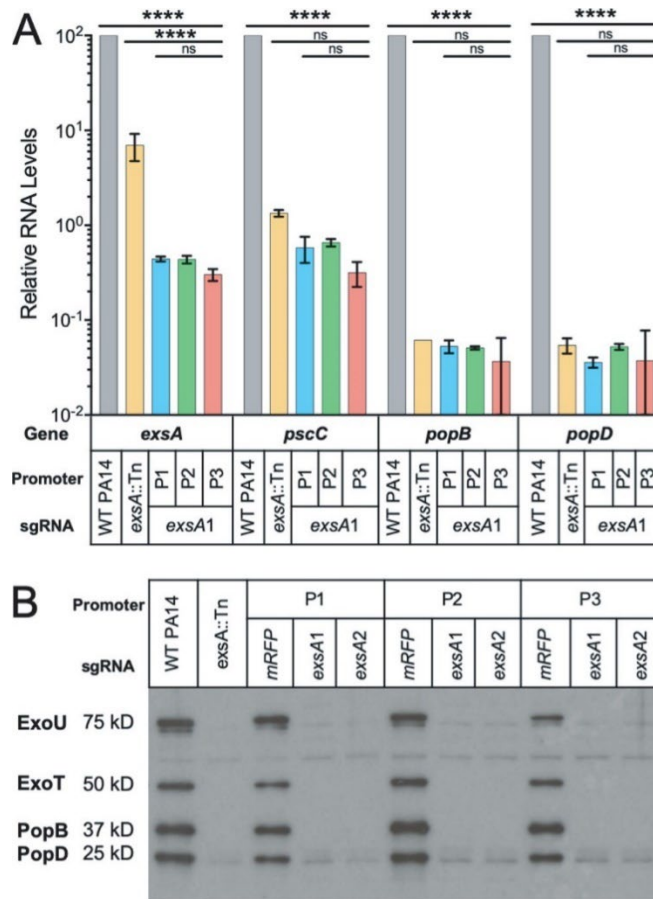 A
**** **** **** ****
**** ns ns ns
ns ns ns ns
Relative RNA Levels
10²
10¹
10⁰
10⁻¹
10⁻²
Gene exsA pscC popB popD
Promoter WT PA14 exsA::Tn P1 P2 P3 WT PA14 exsA::Tn P1 P2 P3 WT PA14 exsA::Tn P1 P2 P3 WT PA14 exsA::Tn P1 P2 P3
sgRNA exsA1 exsA1 exsA1 exsA1
B
Promoter WT PA14 exsA::Tn P1 P2 P3
sgRNA mRFP exsA1 exsA2 mRFP exsA1 exsA2 mRFP exsA1 exsA2
ExoU 75 kD
ExoT 50 kD
PopB 37 kD
PopD 25 kD